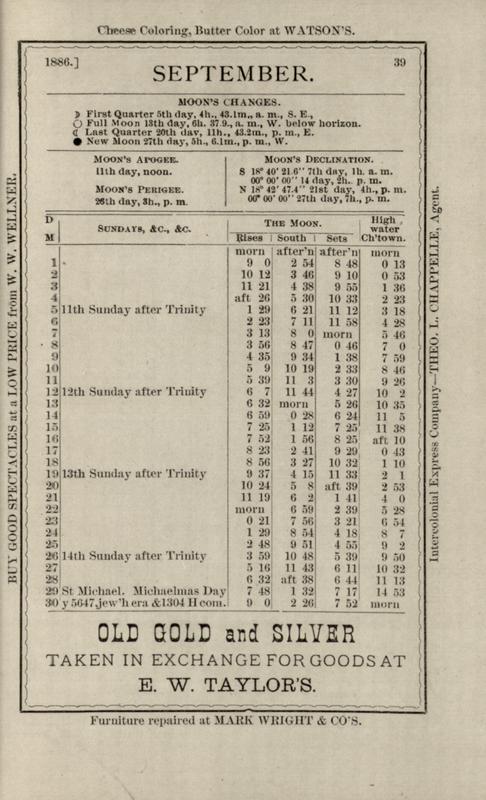 Cheese Coloring, Butter Color at WATSON'S.
1886.] 39
SEPTEMBER.
MOON'S CHANGES.
☽ First Quarter 5th day, 4h., 43.1m., a. m., S. E.,
○ Full Moon 13th day, 6h. 37.9., a. m., W. below horizon.
☾ Last Quarter 20th day, 11h., 43.2m., p. m., E.
● New Moon 27th day, 5h., 6.1m., p. m., W.
MOON'S APOGEE.
11th day, noon.
MOON'S PERIGEE.
26th day, 3h., p. m.
MOON'S DECLINATION.
S 18° 40' 21.6" 7th day, 1h. a. m.
00° 00' 00" 14 day, 2h. p. m.
N 18° 42' 47.4" 21st day, 4h., p. m.
00° 00' 00" 27th day, 7h., p. m.
D M SUNDAYS, &C., &C. THE MOON. High water Ch'town.
Rises South Sets
morn after'n after'n morn
1 9 0 2 54 8 48 0 13
2 10 12 3 46 9 10 0 53
3 11 21 4 38 9 55 1 36
4 aft 26 5 30 10 33 2 23
5 11th Sunday after Trinity 1 29 6 21 11 12 3 18
6 2 23 7 11 11 58 4 28
7 3 13 8 0 morn 5 46
8 3 56 8 47 0 46 7 0
9 4 35 9 34 1 38 7 59
10 5 9 10 19 2 33 8 46
11 5 39 11 3 3 30 9 26
12 12th Sunday after Trinity 6 7 11 44 4 27 10 2
13 6 32 morn 5 26 10 35
14 6 59 0 28 6 24 11 5
15 7 25 1 12 7 25 11 38
16 7 52 1 56 8 25 aft 10
17 8 23 2 41 9 29 0 43
18 8 56 3 27 10 32 1 10
19 13th Sunday after Trinity 9 37 4 15 11 33 2 1
20 10 24 5 8 aft 39 2 53
21 11 19 6 2 1 41 4 0
22 morn 6 59 2 39 5 28
23 0 21 7 56 3 21 6 54
24 1 29 8 54 4 18 8 7
25 2 48 9 51 4 55 9 2
26 14th Sunday after Trinity 3 59 10 48 5 39 9 50
27 5 16 11 43 6 11 10 32
28 6 32 aft 38 6 44 11 13
29 St Michael. Michaelmas Day 7 48 1 32 7 17 14 53
30 y 5647, jew'h era & 1304 H com. 9 0 2 26 7 52 morn
OLD GOLD and SILVER
TAKEN IN EXCHANGE FOR GOODS AT
E. W. TAYLOR'S.
Furniture repaired at MARK WRIGHT & CO'S.
BUY GOOD SPECTACLES at a LOW PRICE from W. W. WELLNER.
Intercolonial Express Company—THEO. L. CHAPPELLE, Agent.